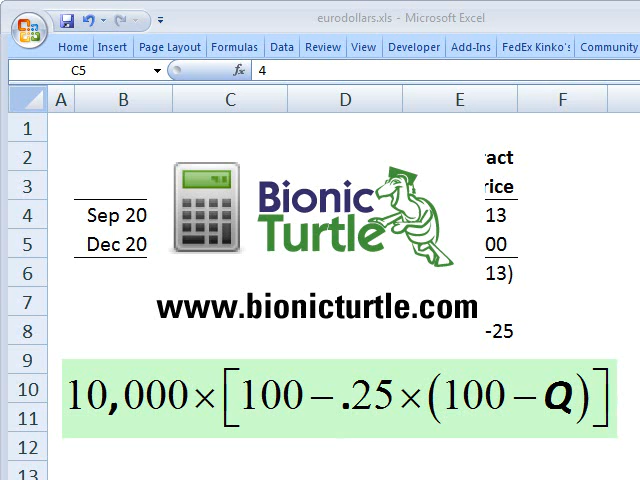 eurodollars.xls - Microsoft Excel
Home Insert Page Layout Formulas Data Review View Developer Add-Ins FedEx Kinko's Community
C5 fx 4
A B C D E F
1
2 ract
3 rice
4 Sep 20 13
5 Dec 20 00
6 13)
7
8 -25
9
10
11
12
13
Bionic
Turtle
www.bionicturtle.com
10,000×[100−.25×(100−Q)]